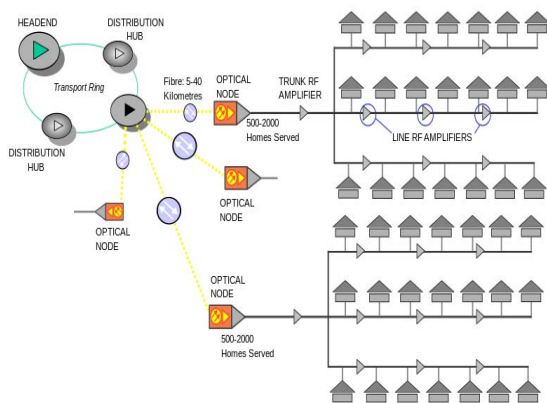 HEADEND
DISTRIBUTION
HUB
Transport Ring
DISTRIBUTION
HUB
Fibre: 5-40
Kilometres
OPTICAL
NODE
500-2000
Homes Served
TRUNK RF
AMPLIFIER
LINE RF AMPLIFIERS
OPTICAL
NODE
OPTICAL
NODE
OPTICAL
NODE
500-2000
Homes Served